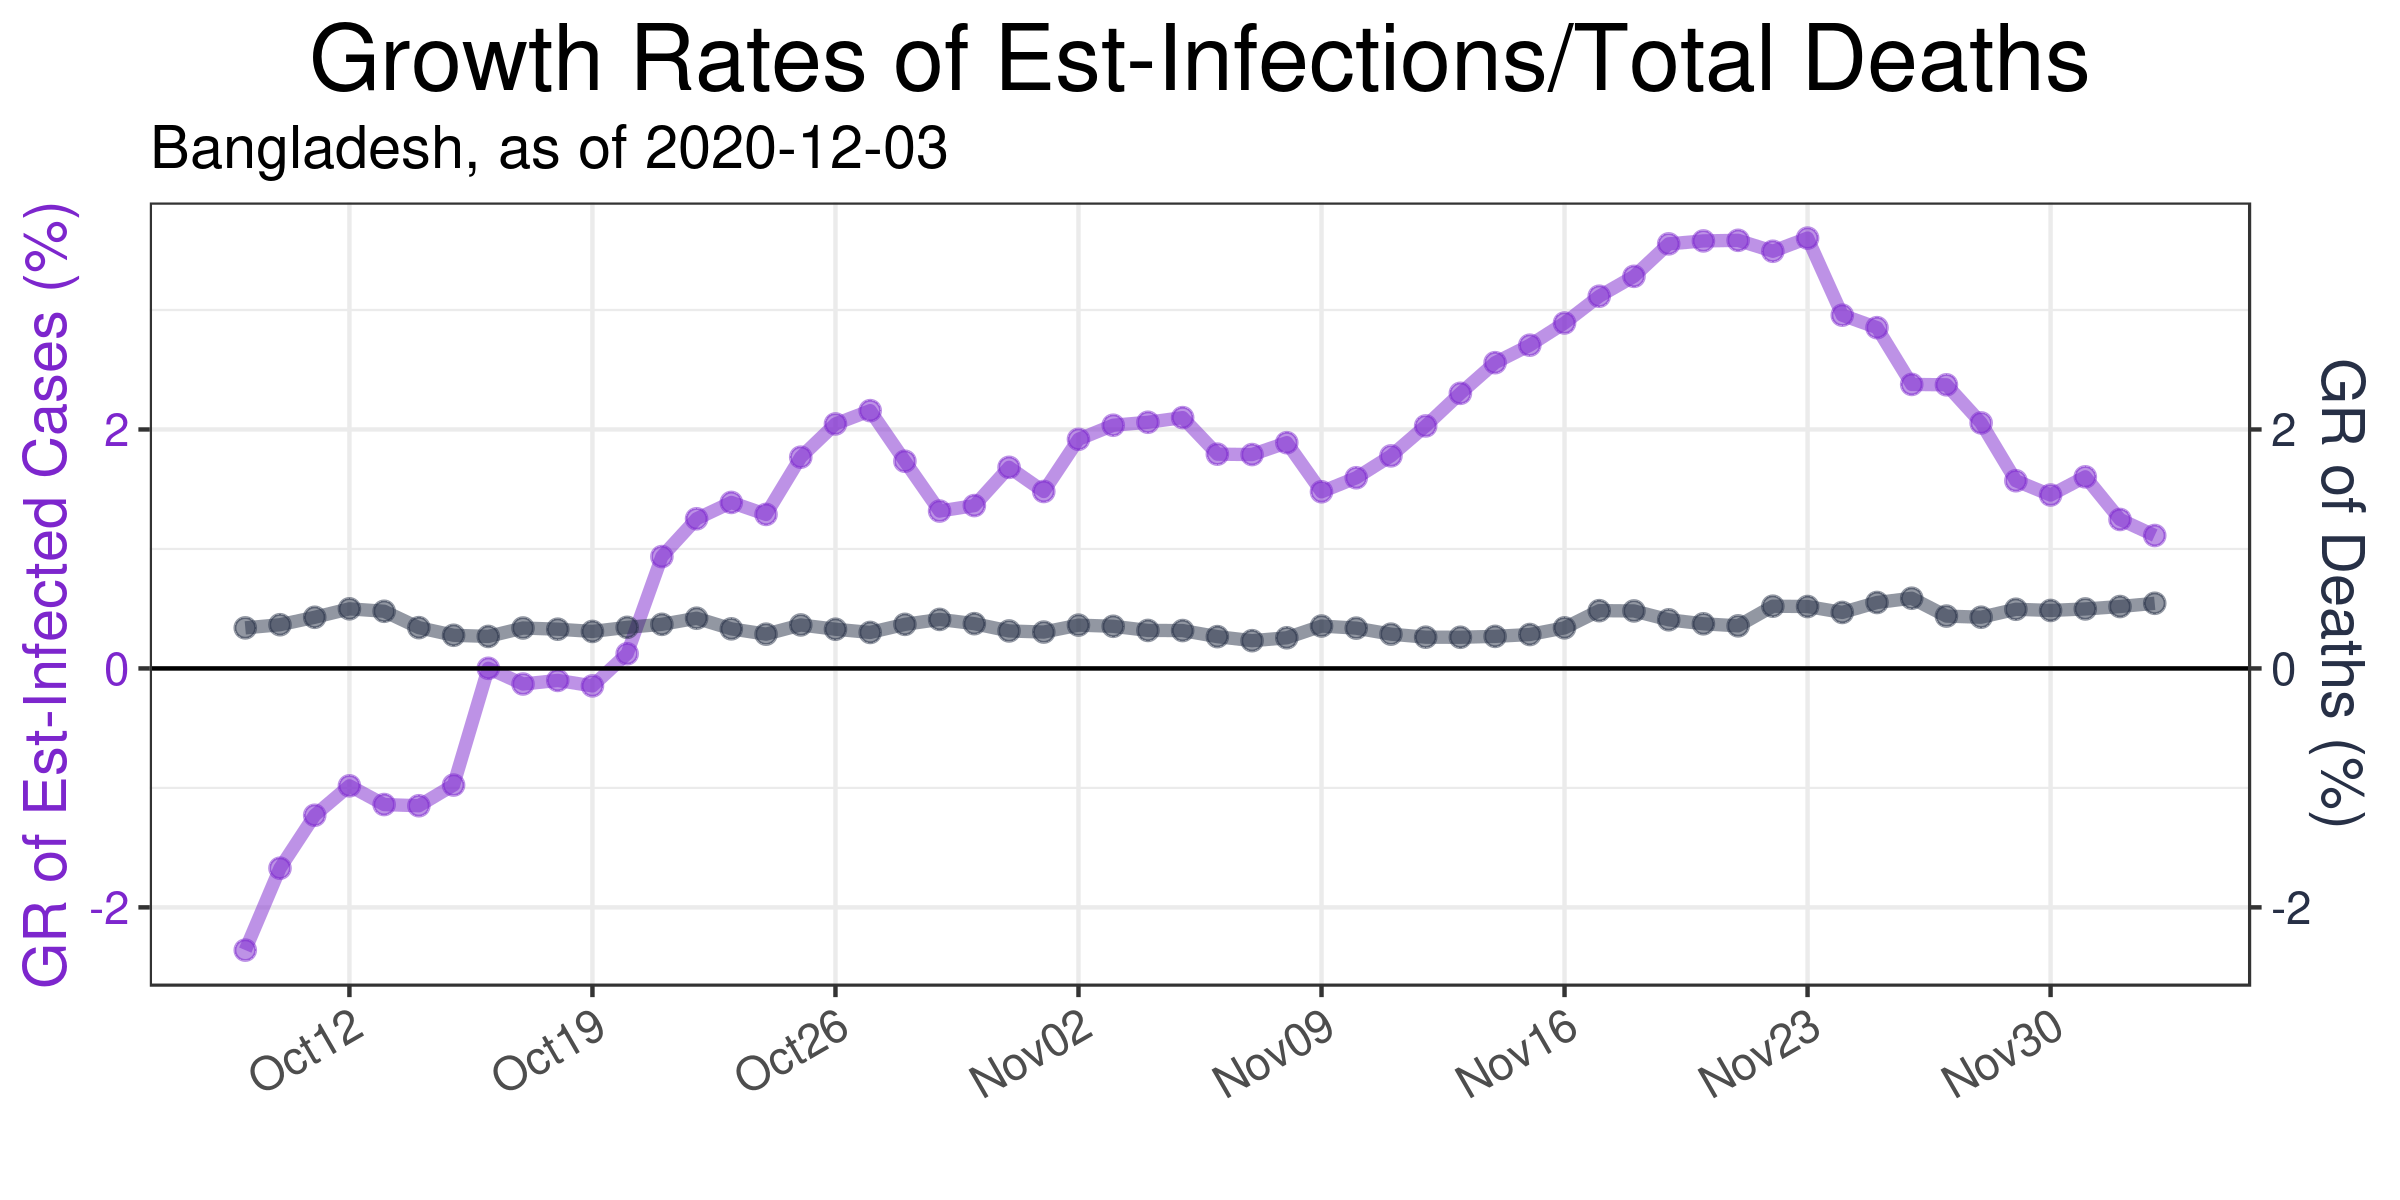 Growth Rates of Est-Infections/Total Deaths
Bangladesh, as of 2020-12-03
GR of Est-Infected Cases (%)
2
0
-2
GR of Deaths (%)
2
0
-2
Oct12
Oct19
Oct26
Nov02
Nov09
Nov16
Nov23
Nov30